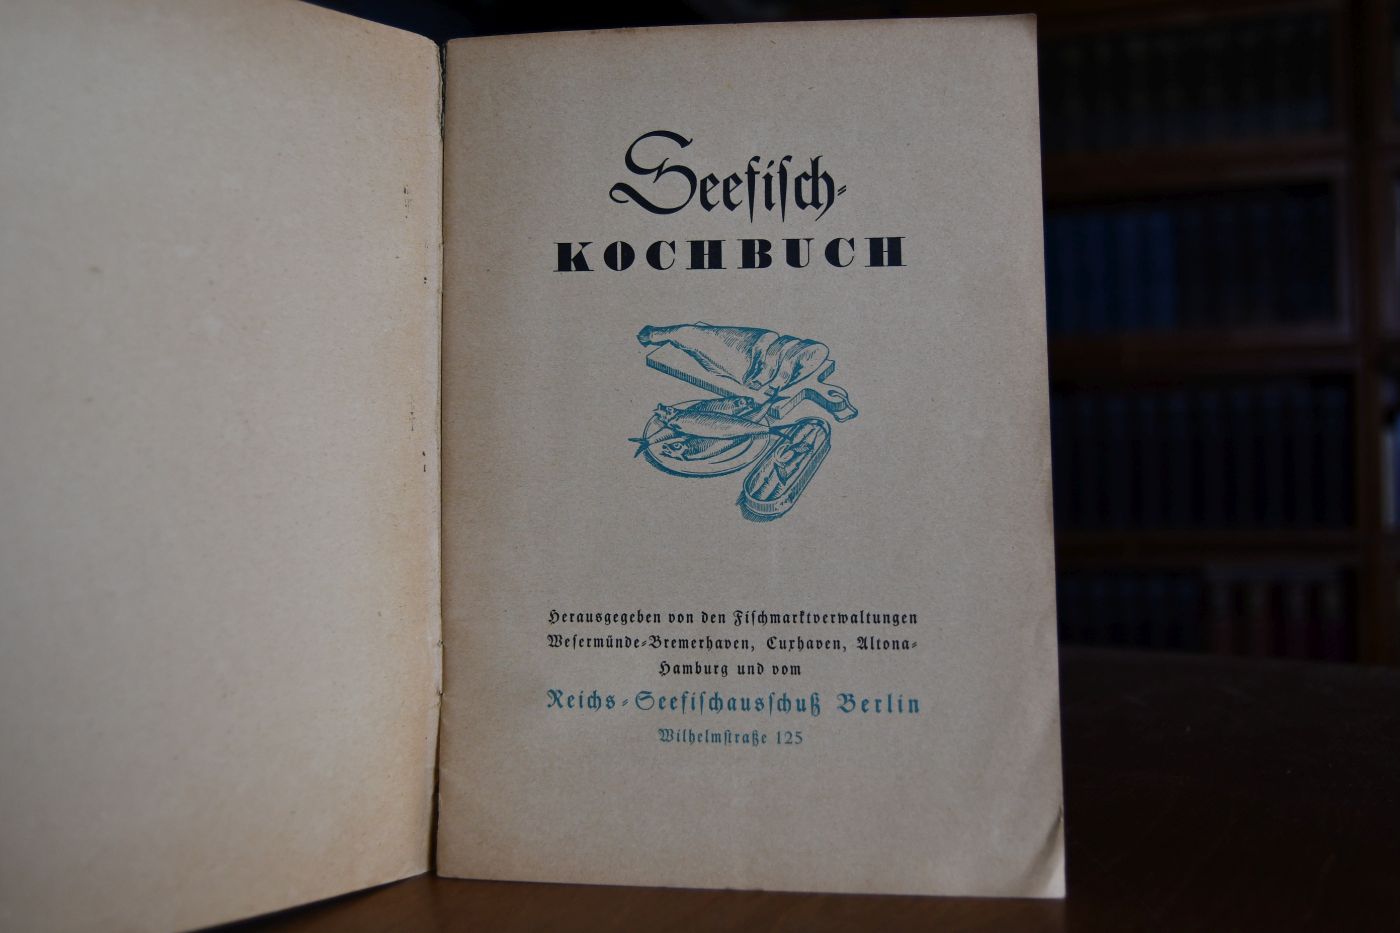 Seefiſch-
KOCHBUCH
Herausgegeben von den Fiſchmarktverwaltungen
Weſermünde-Bremerhaven, Cuxhaven, Altona-
Hamburg und vom
Reichs-Seefiſchausſchuß Berlin
Wilhelmſtraße 125